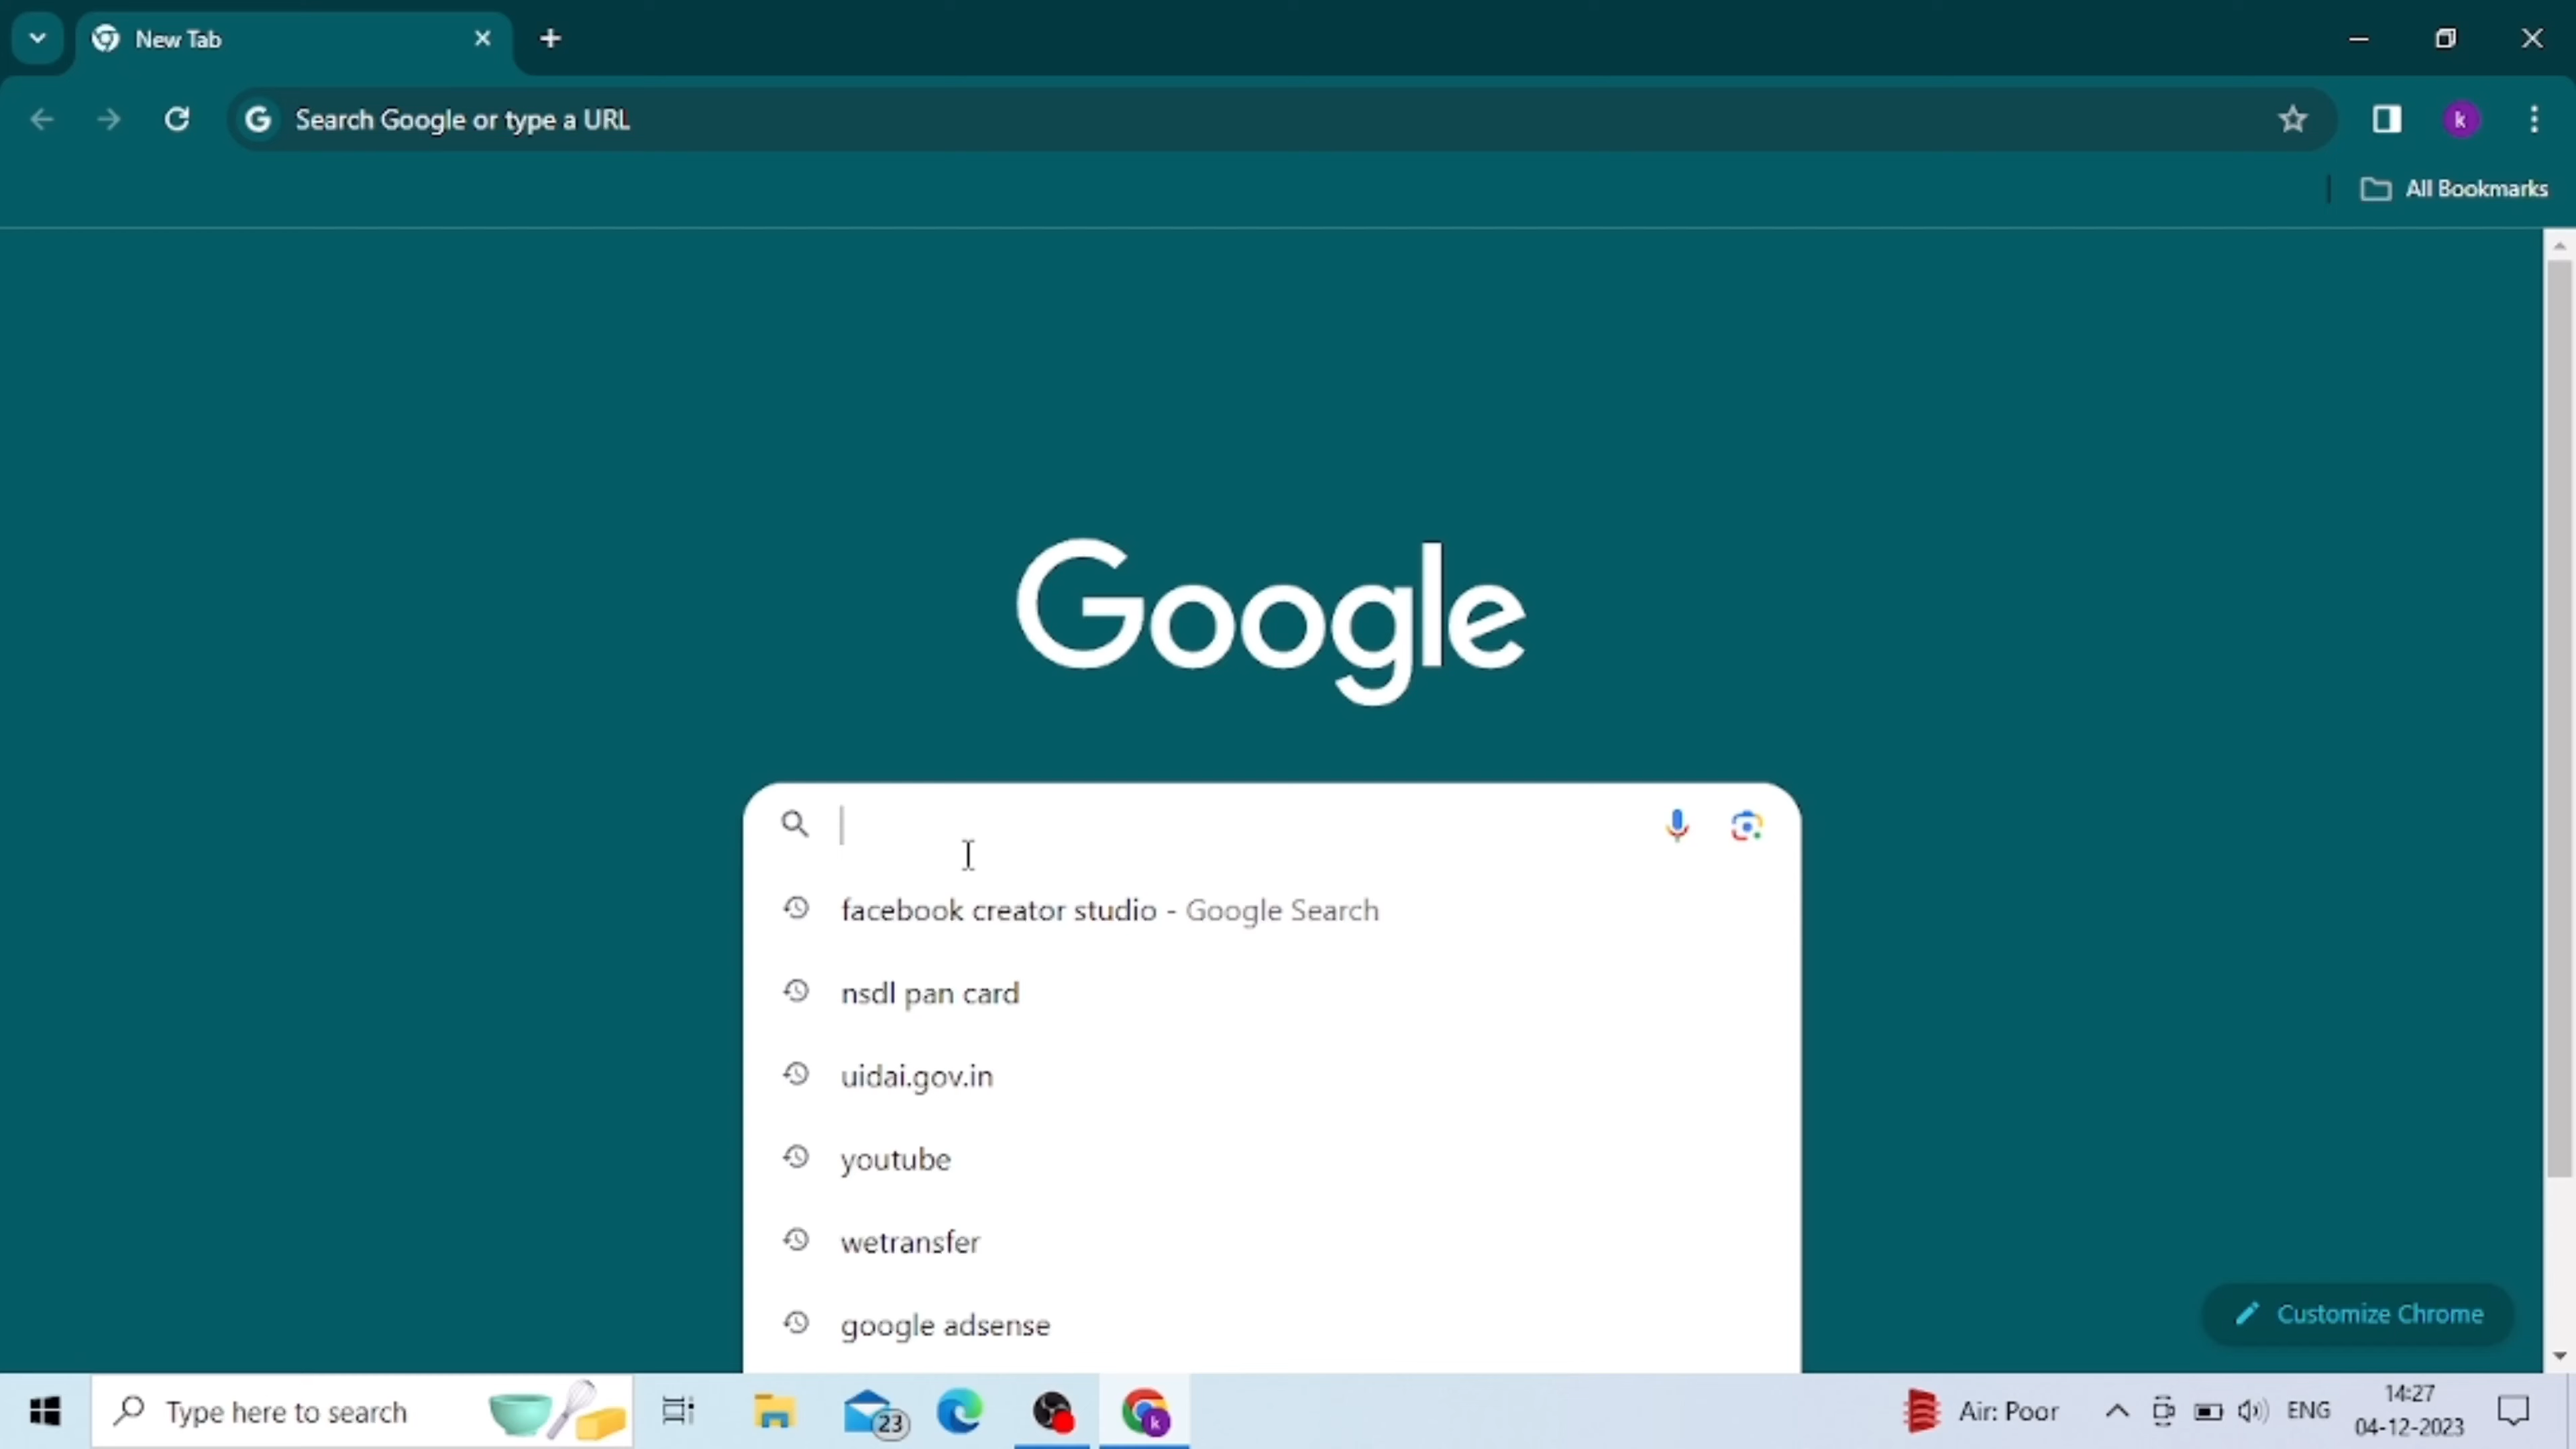 New Tab
Search Google or type a URL
k
All Bookmarks
Google
facebook creator studio - Google Search
nsdl pan card
uidai.gov.in
youtube
wetransfer
google adsense
Customize Chrome
Type here to search
23
k
Air: Poor
ENG
14:27
04-12-2023